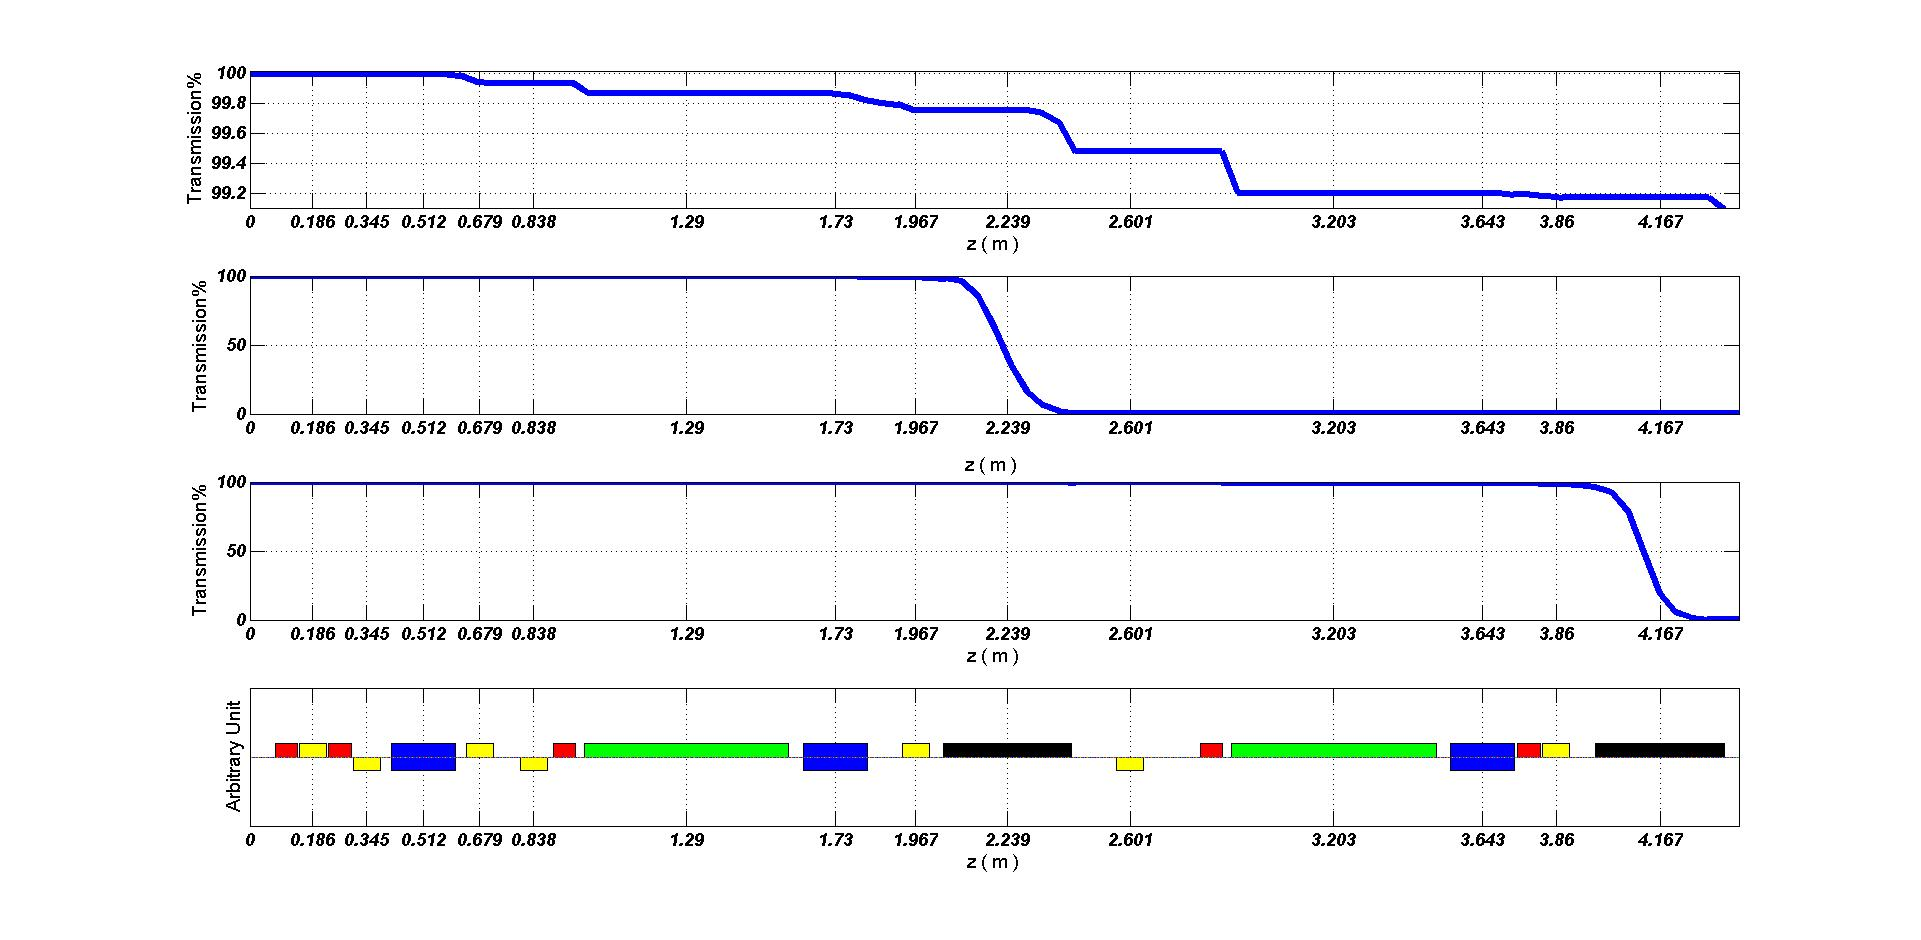 Transmission%
100
99.8
99.6
99.4
99.2
0 0.186 0.345 0.512 0.679 0.838 1.29 1.73 1.967 2.239 2.601 3.203 3.643 3.86 4.167
z ( m )
Transmission%
100
50
0
0 0.186 0.345 0.512 0.679 0.838 1.29 1.73 1.967 2.239 2.601 3.203 3.643 3.86 4.167
z ( m )
Transmission%
100
50
0
0 0.186 0.345 0.512 0.679 0.838 1.29 1.73 1.967 2.239 2.601 3.203 3.643 3.86 4.167
z ( m )
Arbitrary Unit
0 0.186 0.345 0.512 0.679 0.838 1.29 1.73 1.967 2.239 2.601 3.203 3.643 3.86 4.167
z ( m )